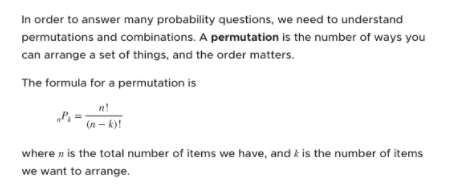 In order to answer many probability questions, we need to understand
permutations and combinations. A permutation is the number of ways you
can arrange a set of things, and the order matters.
The formula for a permutation is
ₙPₖ = n! / (n – k)!
where n is the total number of items we have, and k is the number of items
we want to arrange.